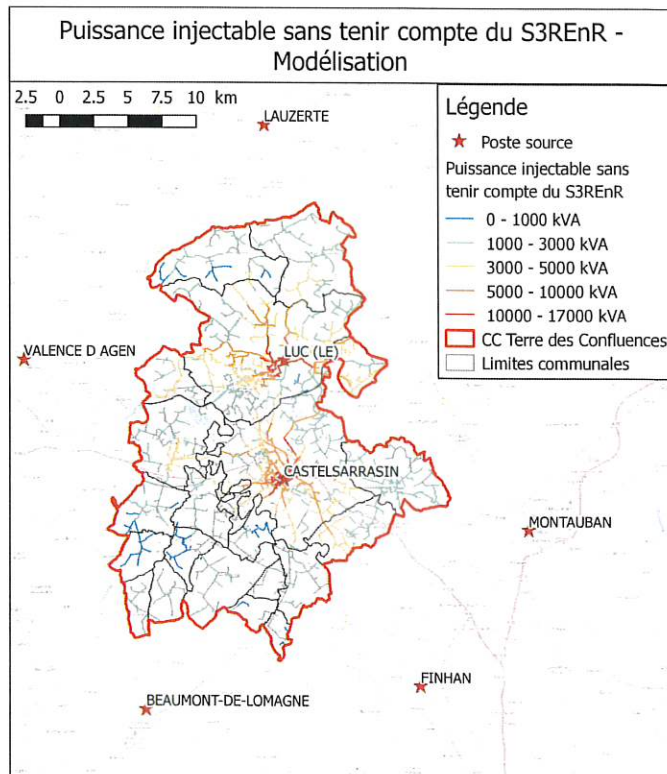 Puissance injectable sans tenir compte du S3REnR -
Modélisation
2.5 0 2.5 5 7.5 10 km
LAUZERTE
Légende
Poste source
Puissance injectable sans
tenir compte du S3REnR
0 - 1000 kVA
1000 - 3000 kVA
3000 - 5000 kVA
5000 - 10000 kVA
10000 - 17000 kVA
CC Terre des Confluences
Limites communales
VALENCE D AGEN
LUC (LE)
CASTELSARRASIN
MONTAUBAN
FINHAN
BEAUMONT-DE-LOMAGNE